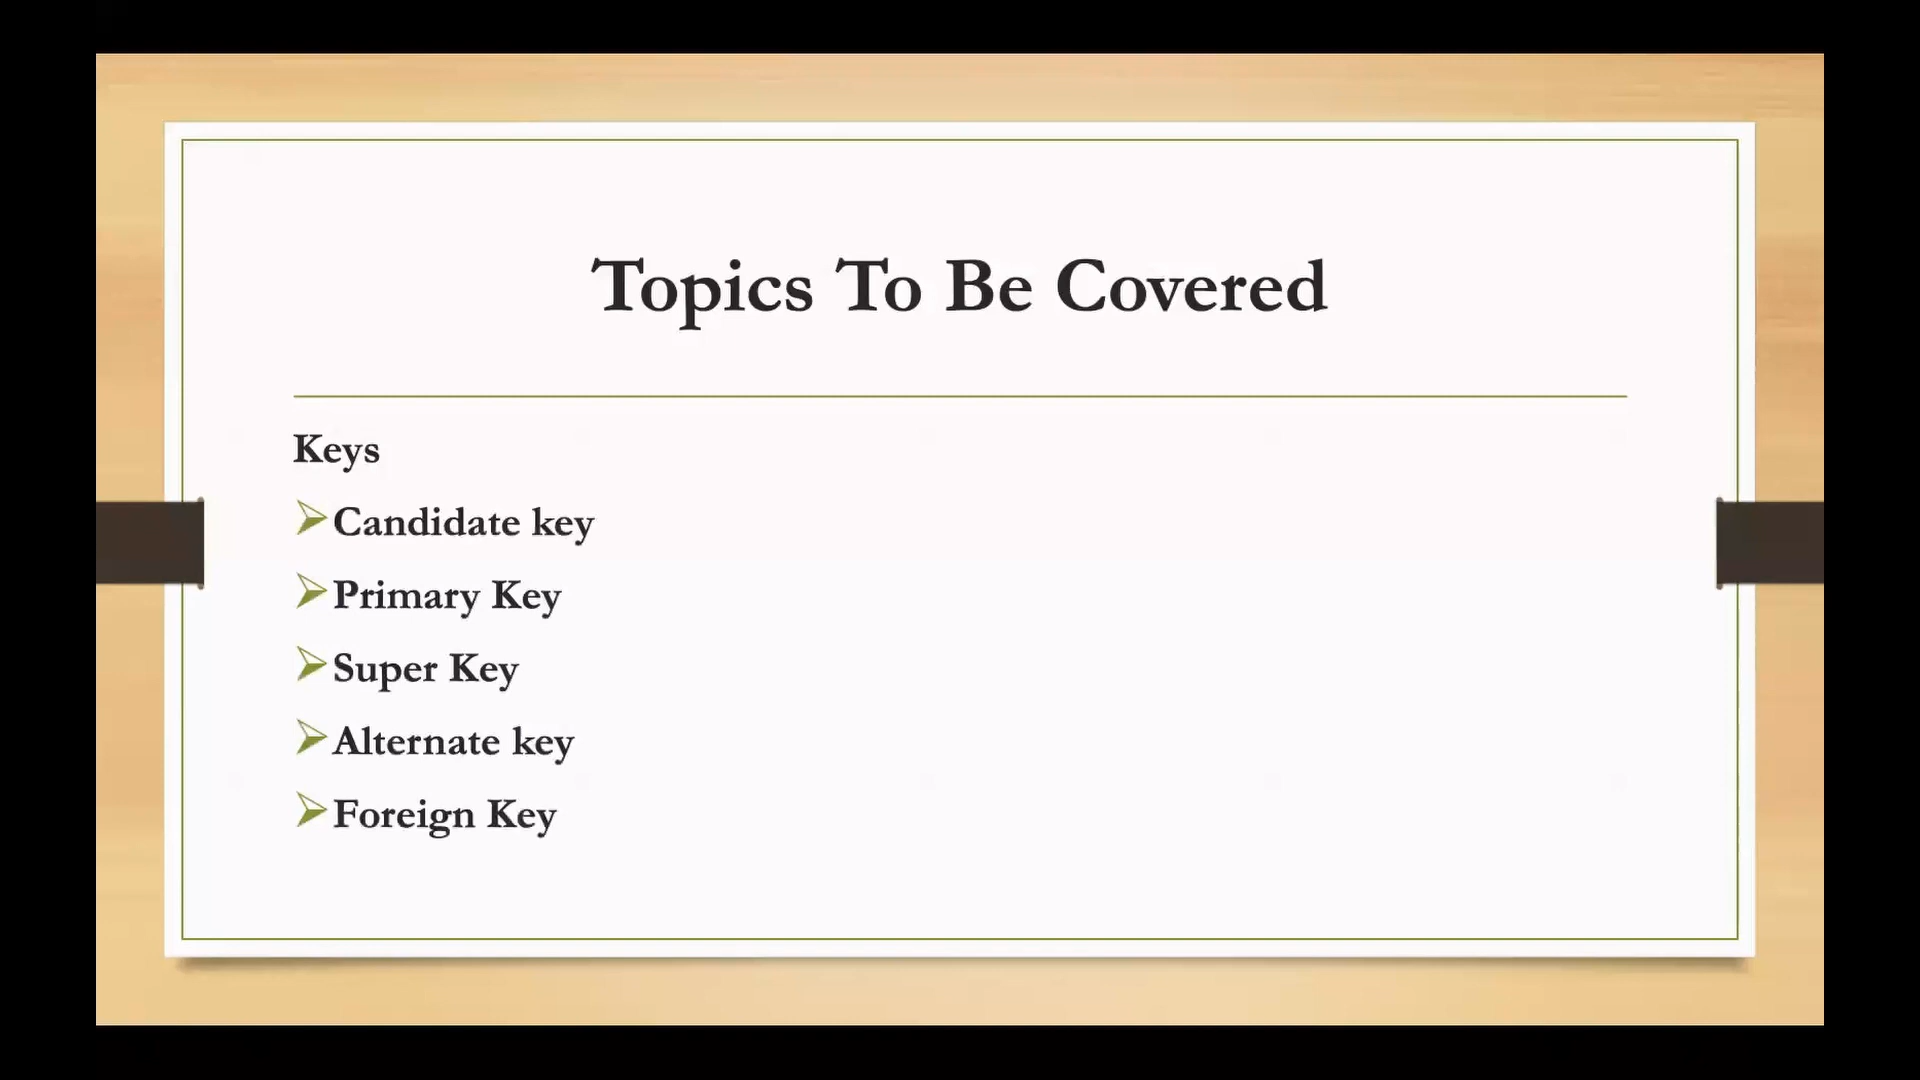 Topics To Be Covered
Keys
Candidate key
Primary Key
Super Key
Alternate key
Foreign Key